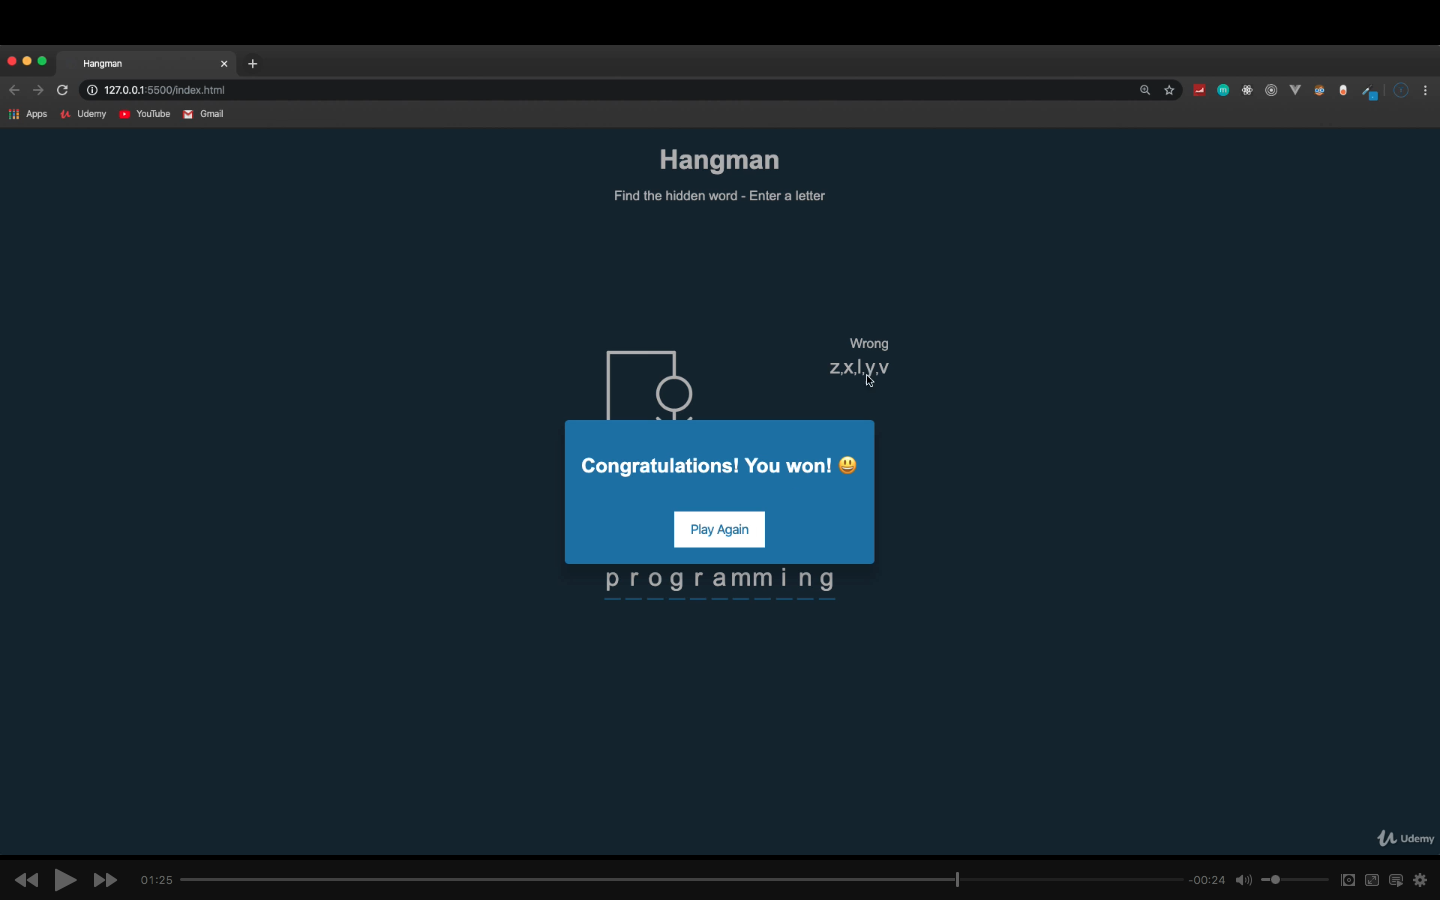 Hangman
127.0.0.1:5500/index.html
Apps Udemy YouTube Gmail
Hangman
Find the hidden word - Enter a letter
Wrong
z,x,l,y,v
Congratulations! You won! 😃
Play Again
programming
Udemy
01:25 -00:24